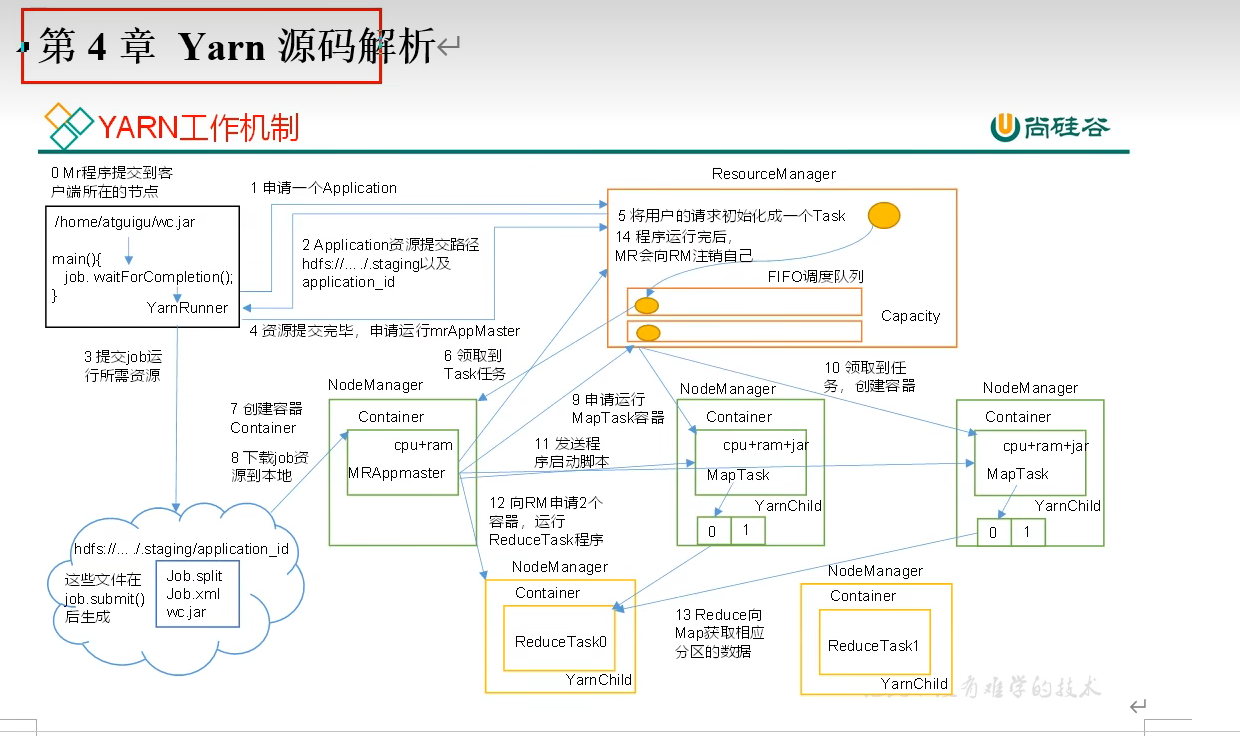 第 4 章 Yarn 源码解析
YARN工作机制
尚硅谷
0 Mr程序提交到客
户端所在的节点
/home/atguigu/wc.jar
main(){
job. waitForCompletion();
}
YarnRunner
1 申请一个Application
2 Application资源提交路径
hdfs://... ./.staging以及
application_id
4 资源提交完毕，申请运行mrAppMaster
3 提交job运
行所需资源
ResourceManager
5 将用户的请求初始化成一个Task
14 程序运行完后，
MR会向RM注销自己
FIFO调度队列
Capacity
6 领取到
Task任务
7 创建容器
Container
8 下载job资
源到本地
NodeManager
Container
cpu+ram
MRAppmaster
9 申请运行
MapTask容器
10 领取到任
务，创建容器
11 发送程
序启动脚本
NodeManager
Container
cpu+ram+jar
MapTask
YarnChild
0 1
NodeManager
Container
cpu+ram+jar
MapTask
YarnChild
0 1
12 向RM申请2个
容器，运行
ReduceTask程序
hdfs://... ./.staging/application_id
这些文件在
job.submit()
后生成
Job.split
Job.xml
wc.jar
NodeManager
Container
ReduceTask0
YarnChild
13 Reduce向
Map获取相应
分区的数据
NodeManager
Container
ReduceTask1
YarnChild
有难学的技术